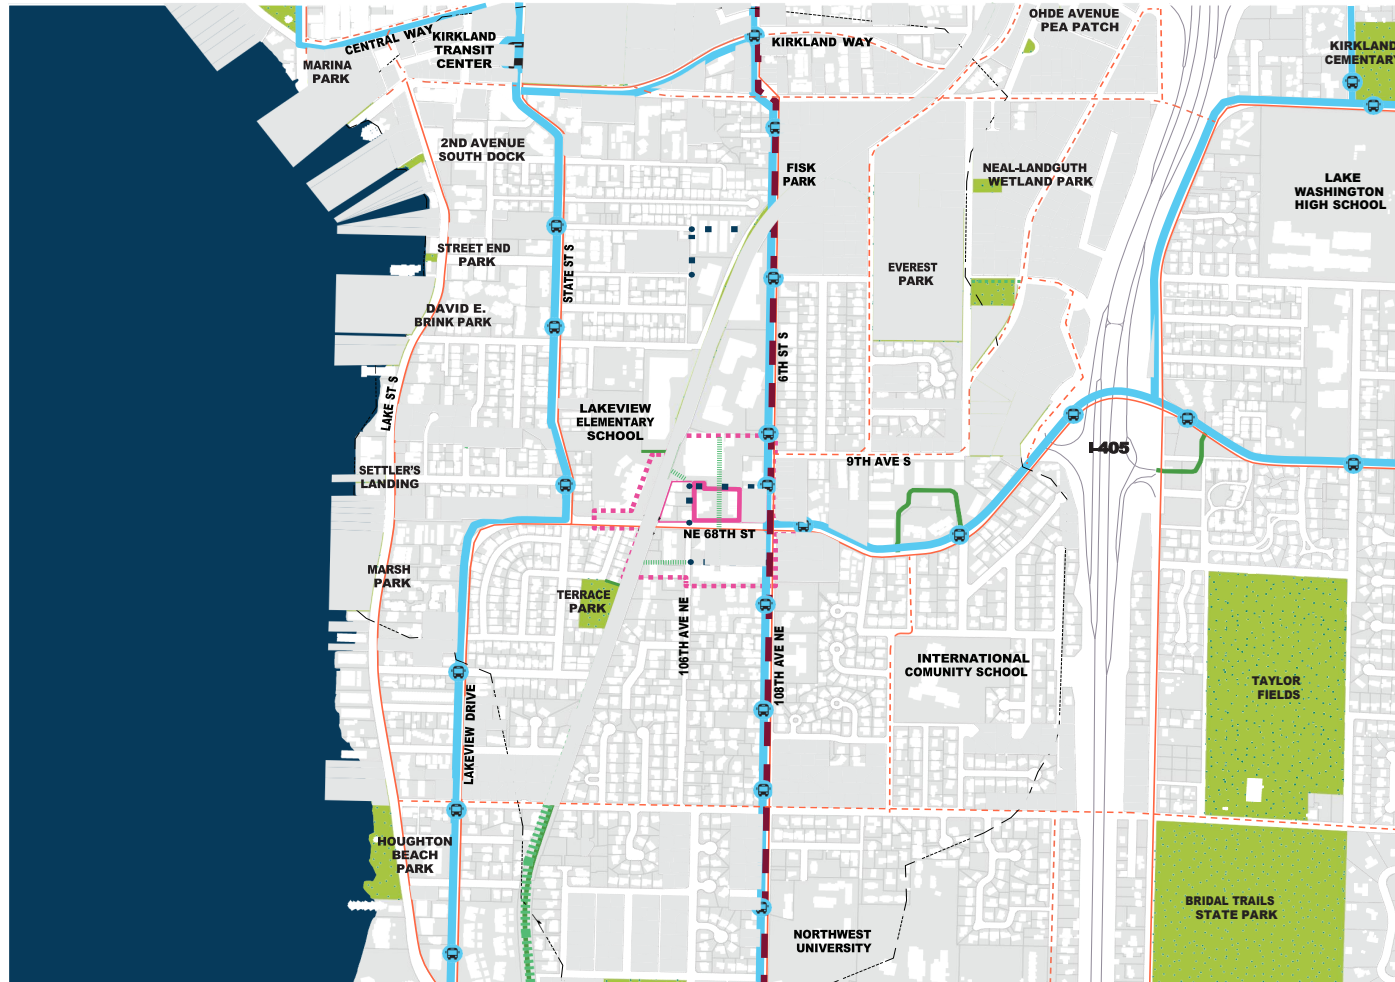 CENTRAL WAY
KIRKLAND
TRANSIT
CENTER
MARINA
PARK
KIRKLAND WAY
OHDE AVENUE
PEA PATCH
KIRKLAND
CEMENTARY
2ND AVENUE
SOUTH DOCK
FISK
PARK
NEAL-LANDGUTH
WETLAND PARK
LAKE
WASHINGTON
HIGH SCHOOL
STREET END
PARK
STATE ST S
EVEREST
PARK
DAVID E.
BRINK PARK
6TH ST S
LAKE ST S
LAKEVIEW
ELEMENTARY
SCHOOL
I-405
9TH AVE S
SETTLER'S
LANDING
NE 68TH ST
MARSH
PARK
TERRACE
PARK
106TH AVE NE
108TH AVE NE
INTERNATIONAL
COMUNITY SCHOOL
TAYLOR
FIELDS
LAKEVIEW DRIVE
HOUGHTON
BEACH
PARK
BRIDAL TRAILS
STATE PARK
NORTHWEST
UNIVERSITY